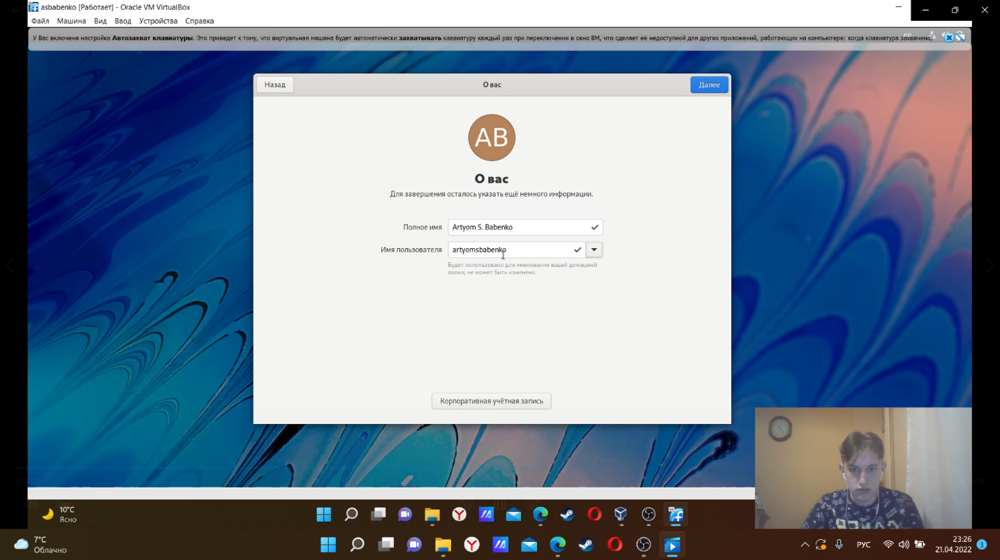 asbabenko [Работает] - Oracle VM VirtualBox
Файл Машина Вид Ввод Устройства Справка
У Вас включена настройка Автозахват клавиатуры. Это приведет к тому, что виртуальная машина будет автоматически захватывать клавиатуру каждый раз при переключении в окно ВМ, что сделает её недоступной для других приложений, работающих на компьютере: когда клавиатура захвачена,
Назад
О вас
Далее
AB
О вас
Для завершения осталось указать ещё немного информации.
Полное имя Artyom S. Babenko
Имя пользователя artyomsbabenko
Будет использовано для именования вашей домашней
папки; не может быть изменено.
Корпоративная учётная запись
10°C
Ясно
7°C
Облачно
РУС
23:26
21.04.2022
3